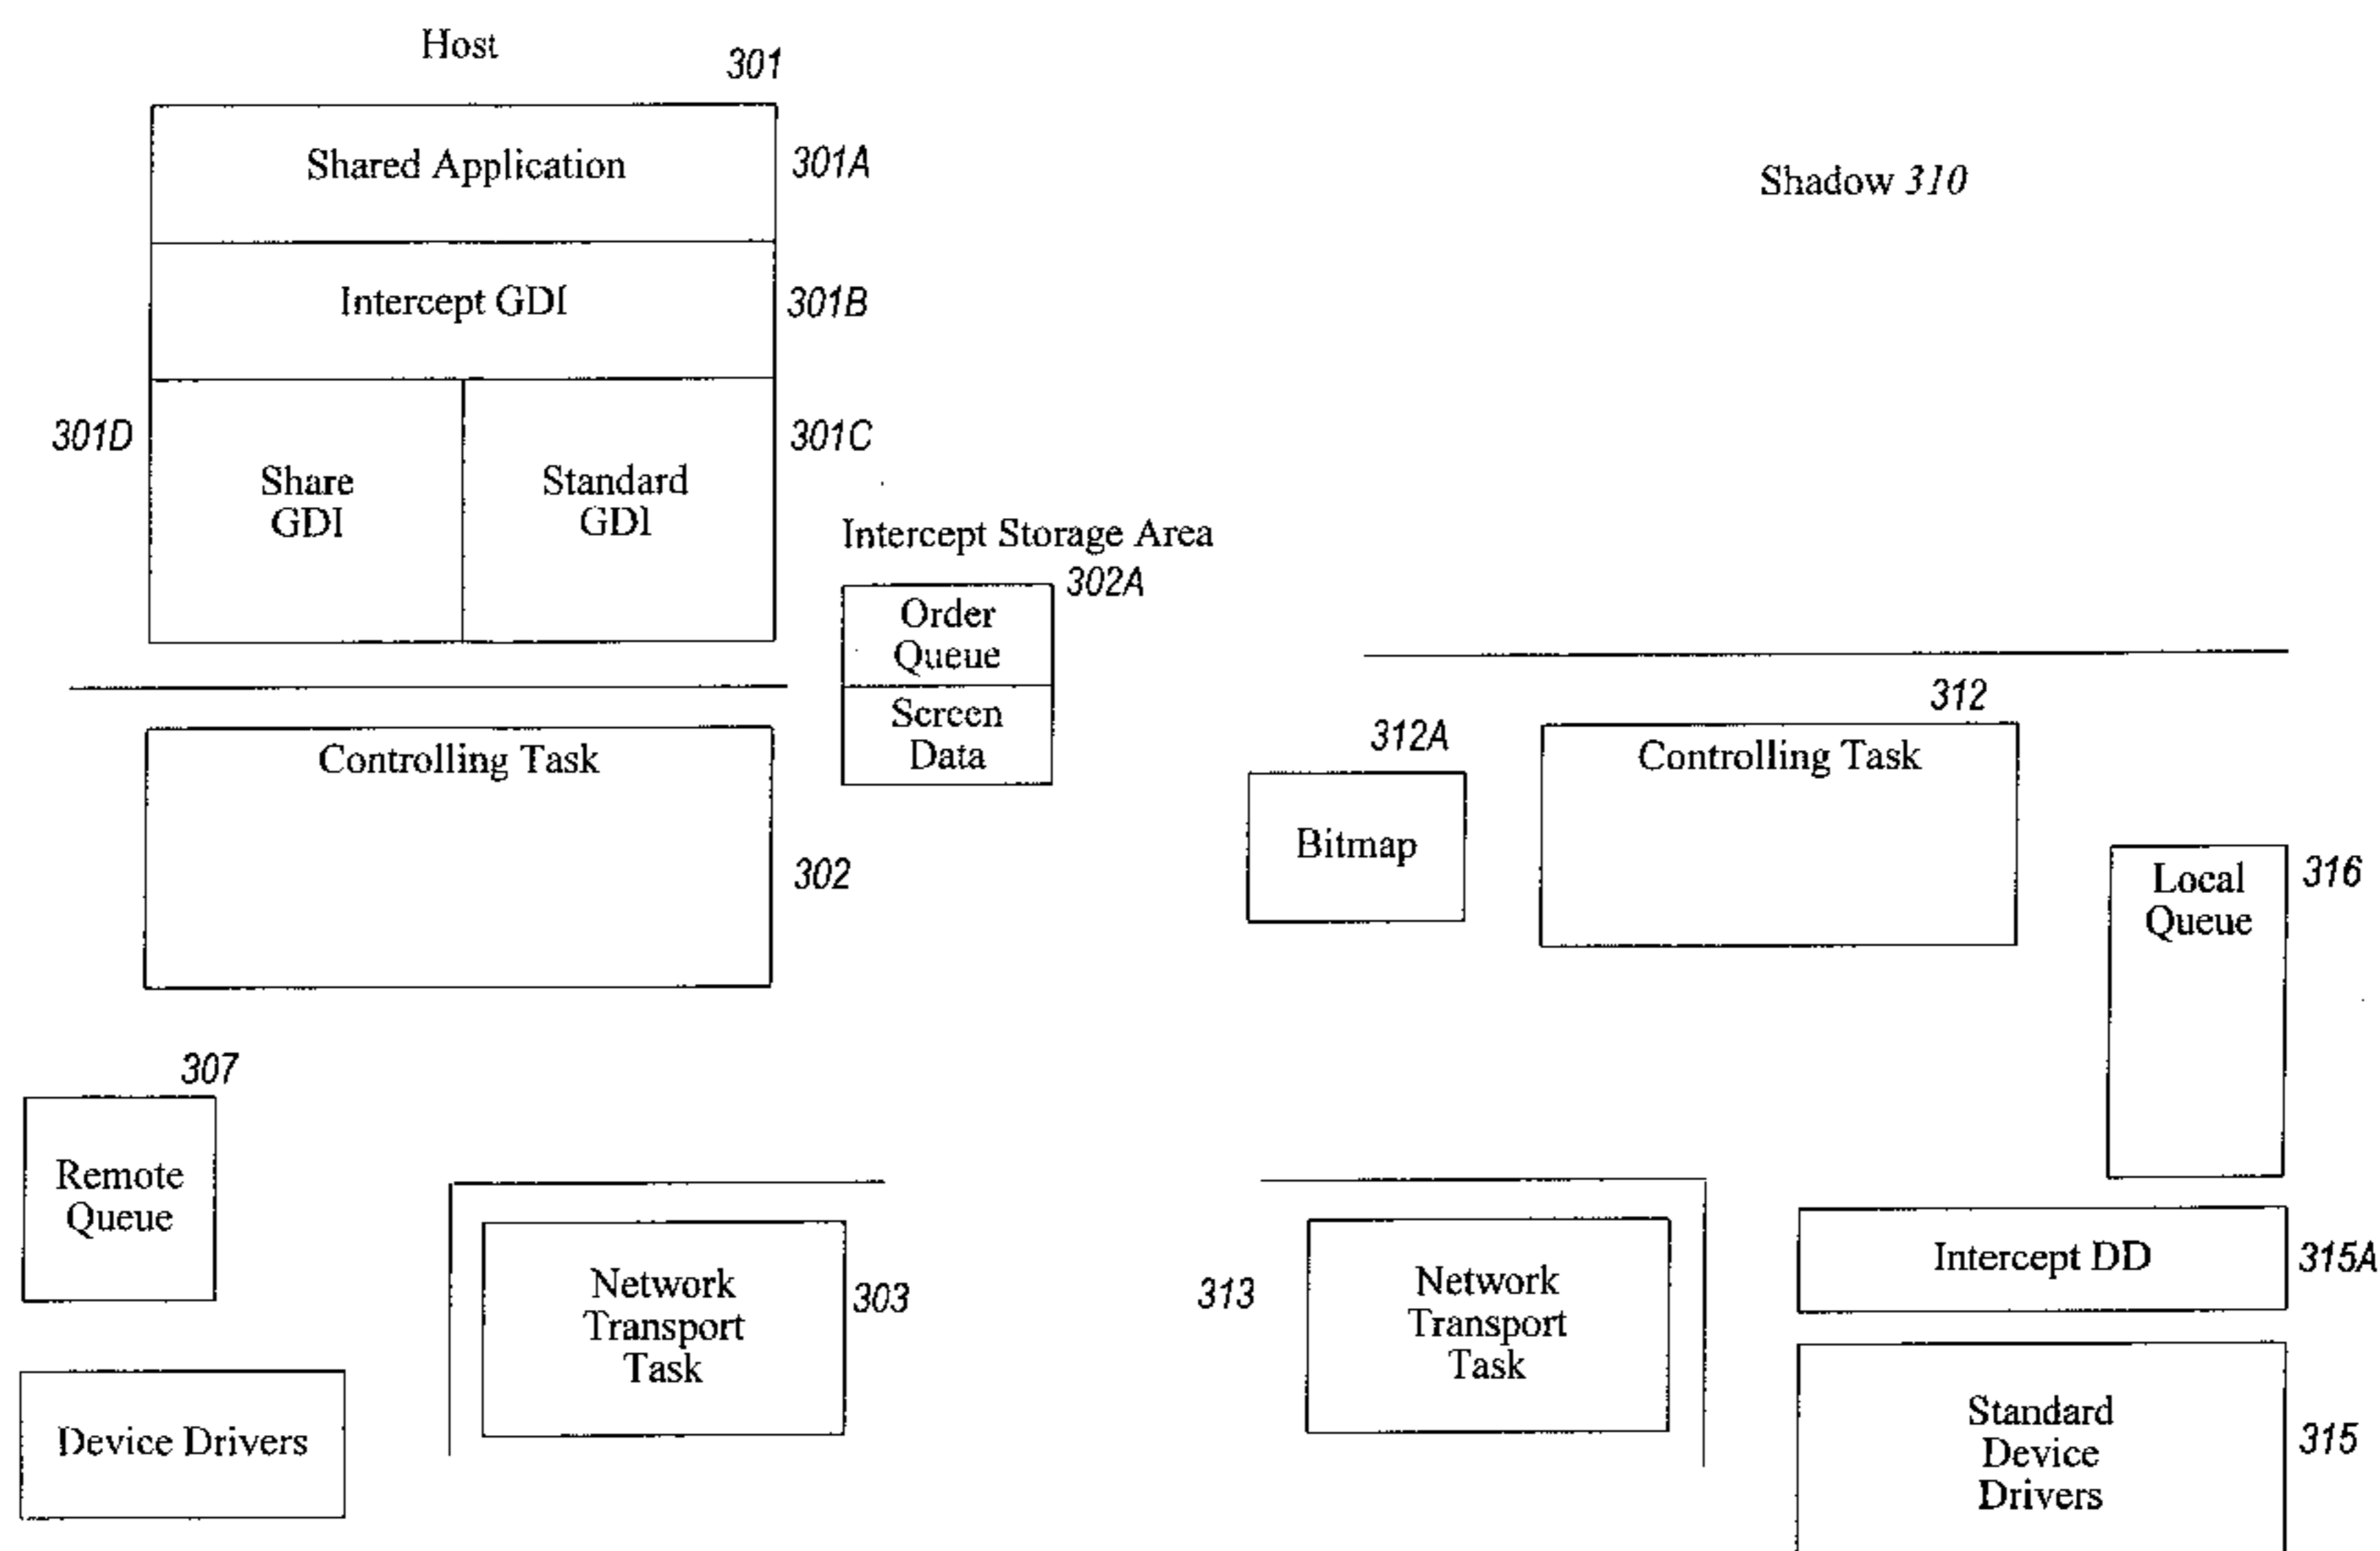 Host
301
Shared Application
301A
Shadow 310
Intercept GDI
301B
301D
301C
Share
GDI
Standard
GDI
Intercept Storage Area
302A
Order
Queue
Screen
Data
Controlling Task
302
312
312A
Controlling Task
Bitmap
Local
Queue
316
307
Remote
Queue
Network
Transport
Task
303
313
Network
Transport
Task
Intercept DD
315A
Device Drivers
Standard
Device
Drivers
315